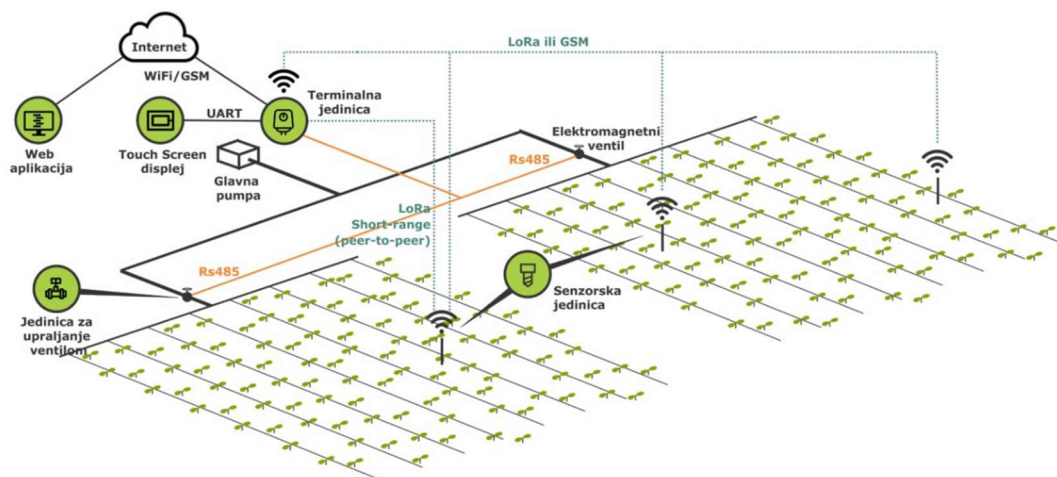 Internet
LoRa ili GSM
WiFi/GSM
Terminalna
jedinica
UART
Web
aplikacija
Touch Screen
displej
Glavna
pumpa
Elektromagnetni
ventil
Rs485
LoRa
Short-range
(peer-to-peer)
Rs485
Senzorska
jedinica
Jedinica za
upraljanje
ventilom